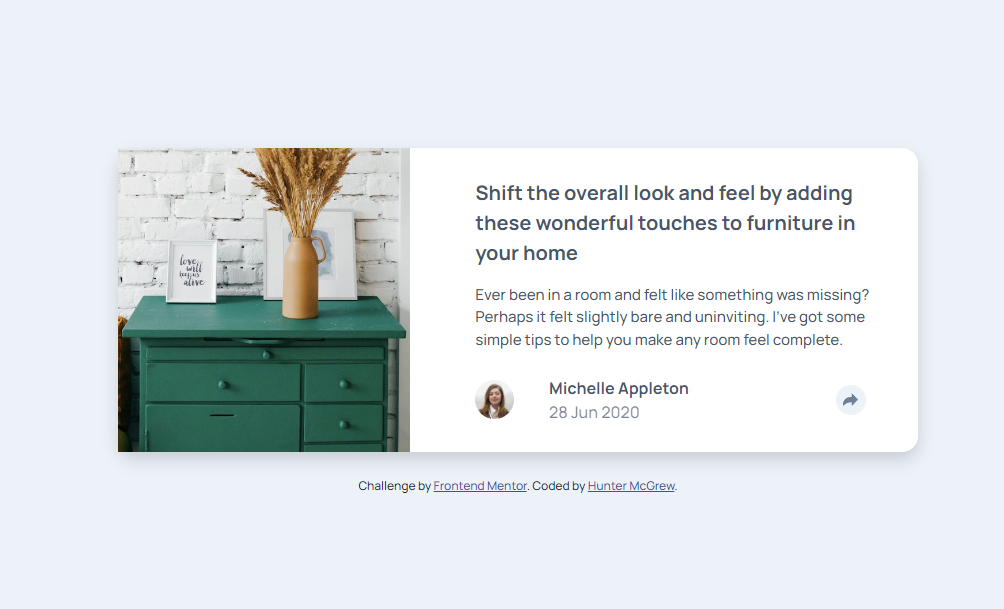 love
will
keep us
alive
Shift the overall look and feel by adding
these wonderful touches to furniture in
your home
Ever been in a room and felt like something was missing?
Perhaps it felt slightly bare and uninviting. I’ve got some
simple tips to help you make any room feel complete.
Michelle Appleton
28 Jun 2020
Challenge by Frontend Mentor. Coded by Hunter McGrew.